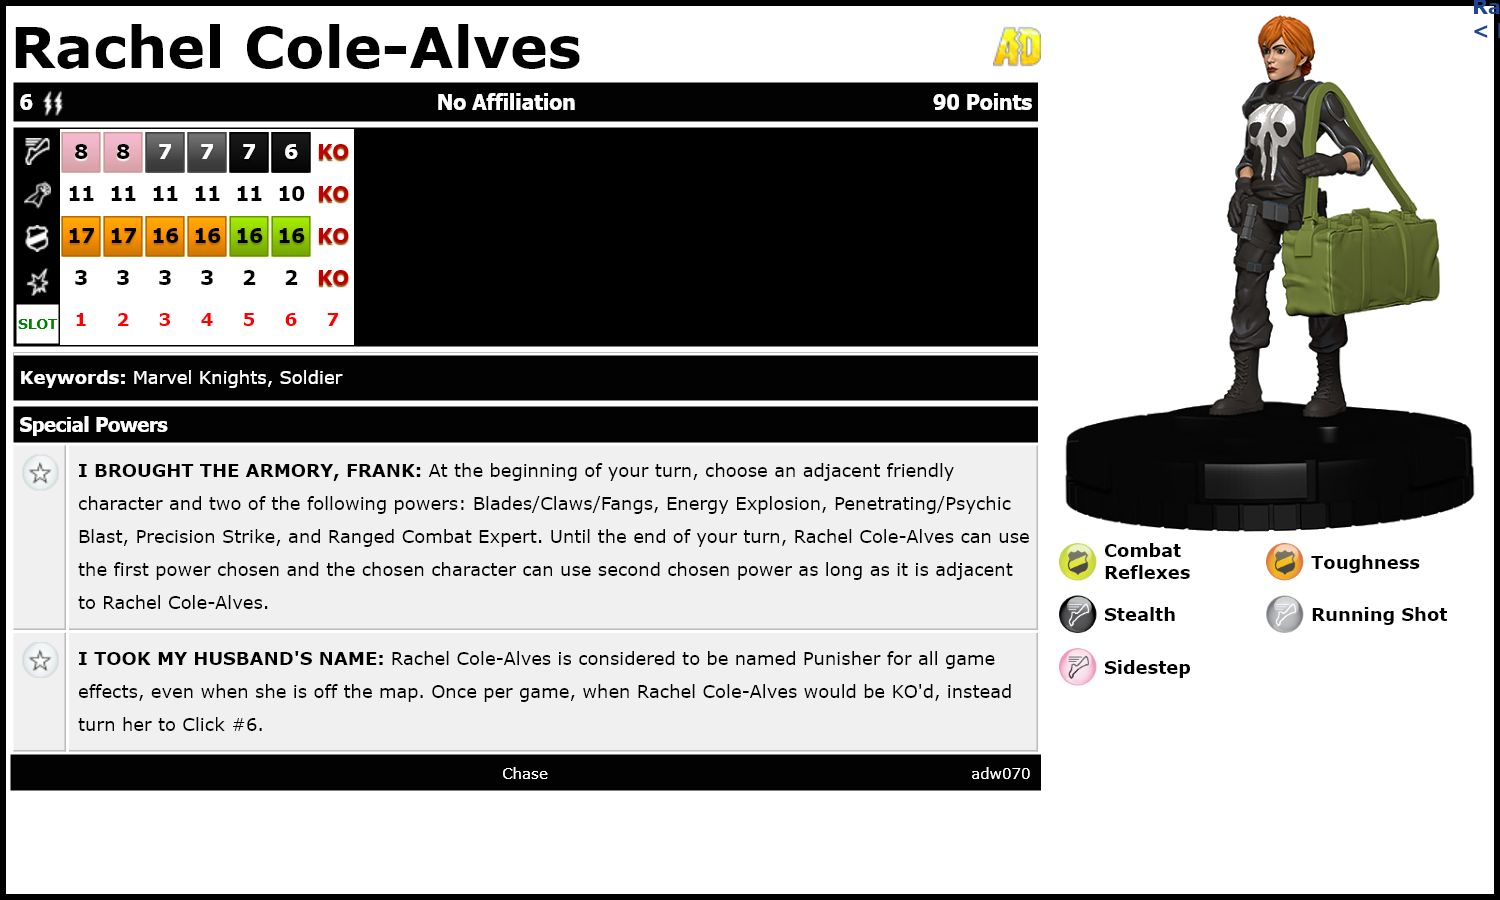 Rachel Cole-Alves
AD
Ra
<
6 No Affiliation 90 Points
8 8 7 7 7 6 KO
11 11 11 11 11 10 KO
17 17 16 16 16 16 KO
3 3 3 3 2 2 KO
SLOT 1 2 3 4 5 6 7
Keywords: Marvel Knights, Soldier
Special Powers
I BROUGHT THE ARMORY, FRANK: At the beginning of your turn, choose an adjacent friendly
character and two of the following powers: Blades/Claws/Fangs, Energy Explosion, Penetrating/Psychic
Blast, Precision Strike, and Ranged Combat Expert. Until the end of your turn, Rachel Cole-Alves can use
the first power chosen and the chosen character can use second chosen power as long as it is adjacent
to Rachel Cole-Alves.
I TOOK MY HUSBAND'S NAME: Rachel Cole-Alves is considered to be named Punisher for all game
effects, even when she is off the map. Once per game, when Rachel Cole-Alves would be KO'd, instead
turn her to Click #6.
Chase adw070
Combat
Reflexes
Toughness
Stealth
Running Shot
Sidestep